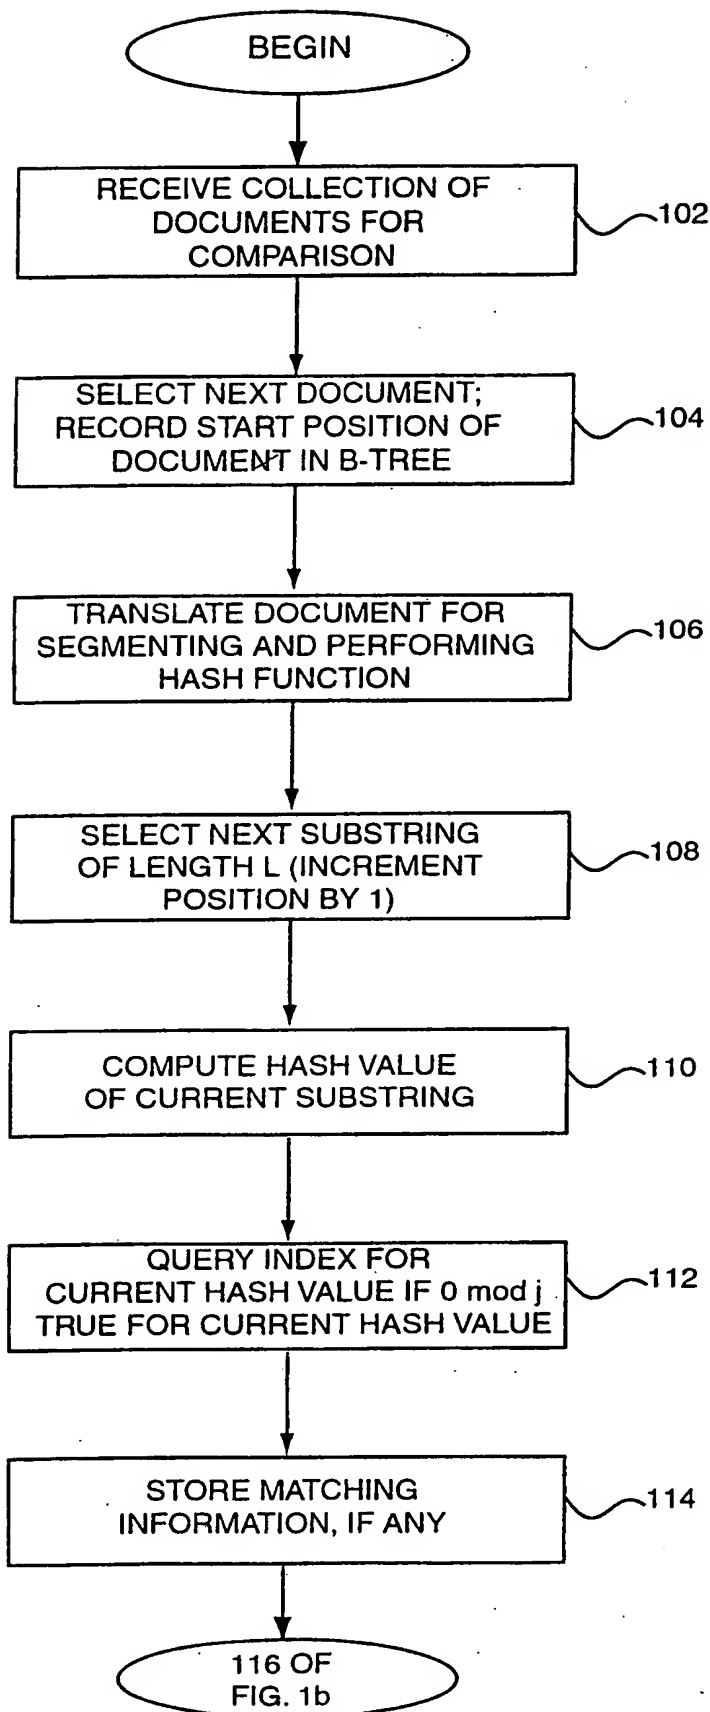 BEGIN
RECEIVE COLLECTION OF
DOCUMENTS FOR
COMPARISON
102
SELECT NEXT DOCUMENT;
RECORD START POSITION OF
DOCUMENT IN B-TREE
104
TRANSLATE DOCUMENT FOR
SEGMENTING AND PERFORMING
HASH FUNCTION
106
SELECT NEXT SUBSTRING
OF LENGTH L (INCREMENT
POSITION BY 1)
108
COMPUTE HASH VALUE
OF CURRENT SUBSTRING
110
QUERY INDEX FOR
CURRENT HASH VALUE IF 0 mod j
TRUE FOR CURRENT HASH VALUE
112
STORE MATCHING
INFORMATION, IF ANY
114
116 OF
FIG. 1b